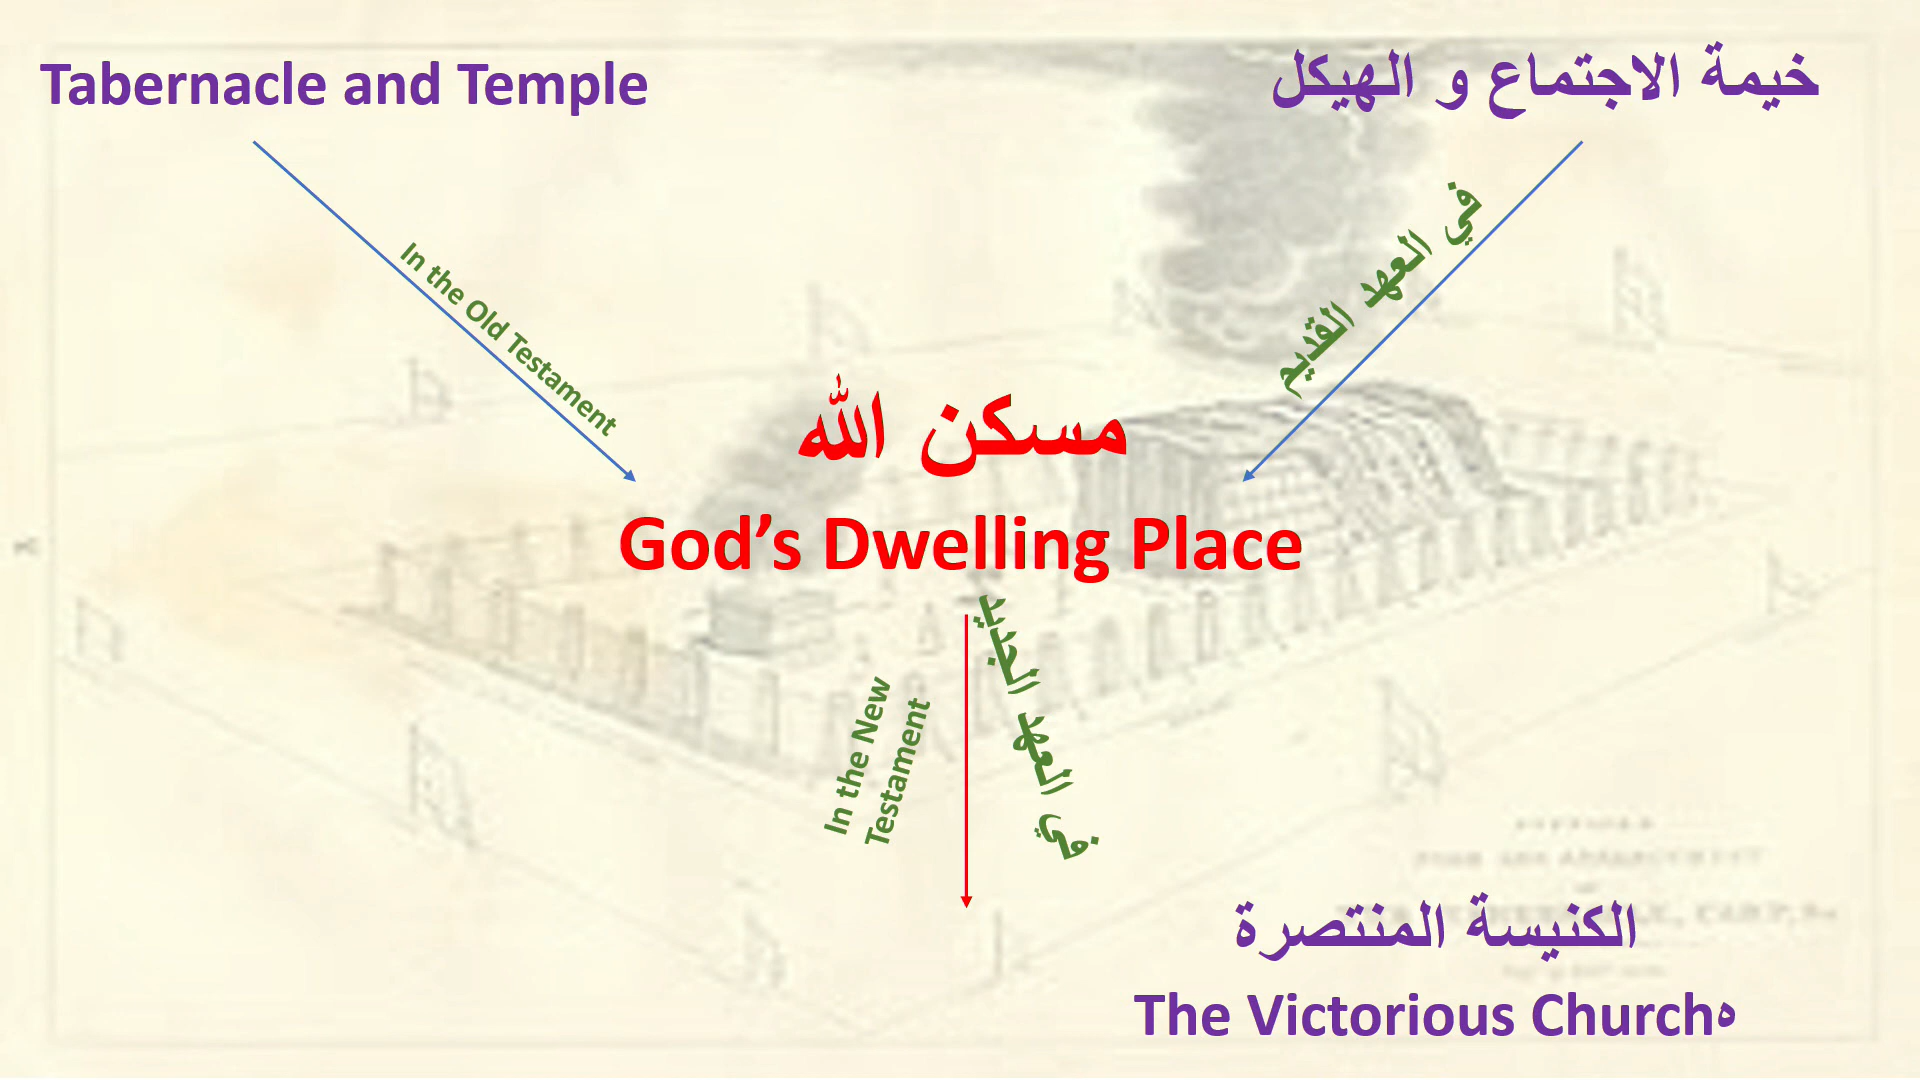 Tabernacle and Temple
خيمة الاجتماع و الهيكل
In the Old Testament
في العهد القديم
مسكن الله
God’s Dwelling Place
In the New
Testament
في العهد الجديد
الكنيسة المنتصرة
The Victorious Churchه